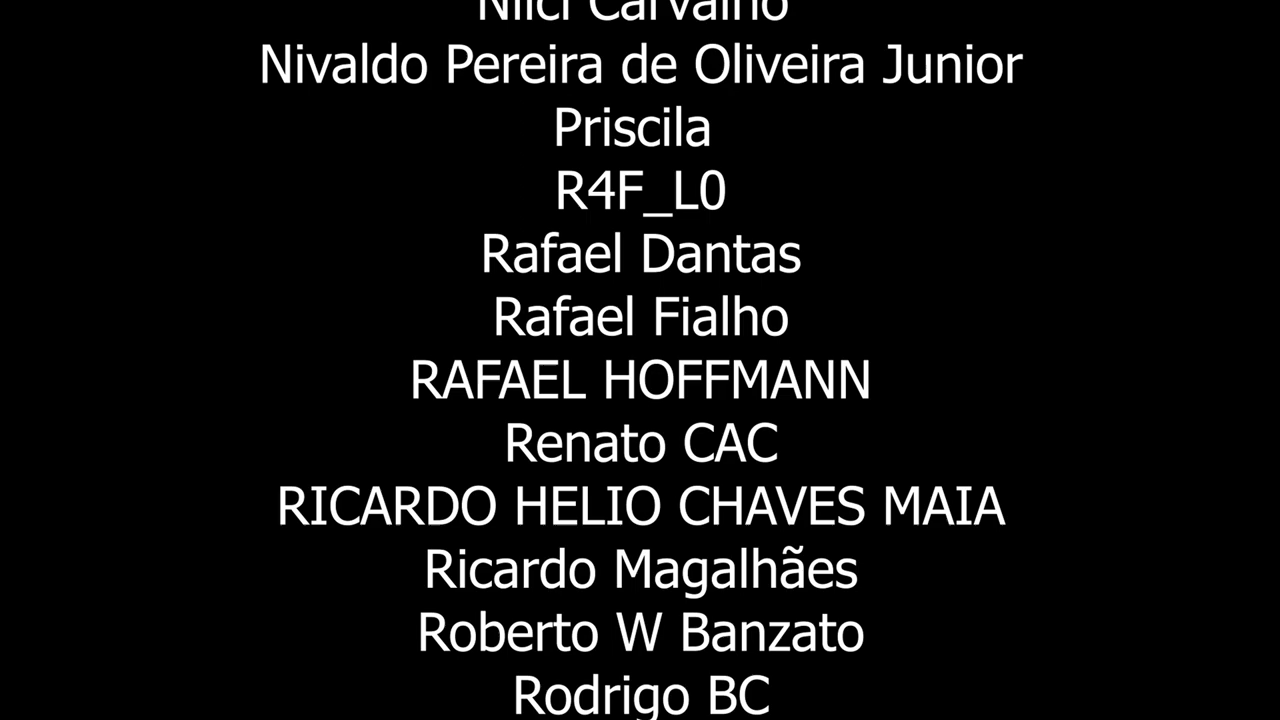 Carvalho
Nivaldo Pereira de Oliveira Junior
Priscila
R4F_L0
Rafael Dantas
Rafael Fialho
RAFAEL HOFFMANN
Renato CAC
RICARDO HELIO CHAVES MAIA
Ricardo Magalhães
Roberto W Banzato
Rodrigo BC